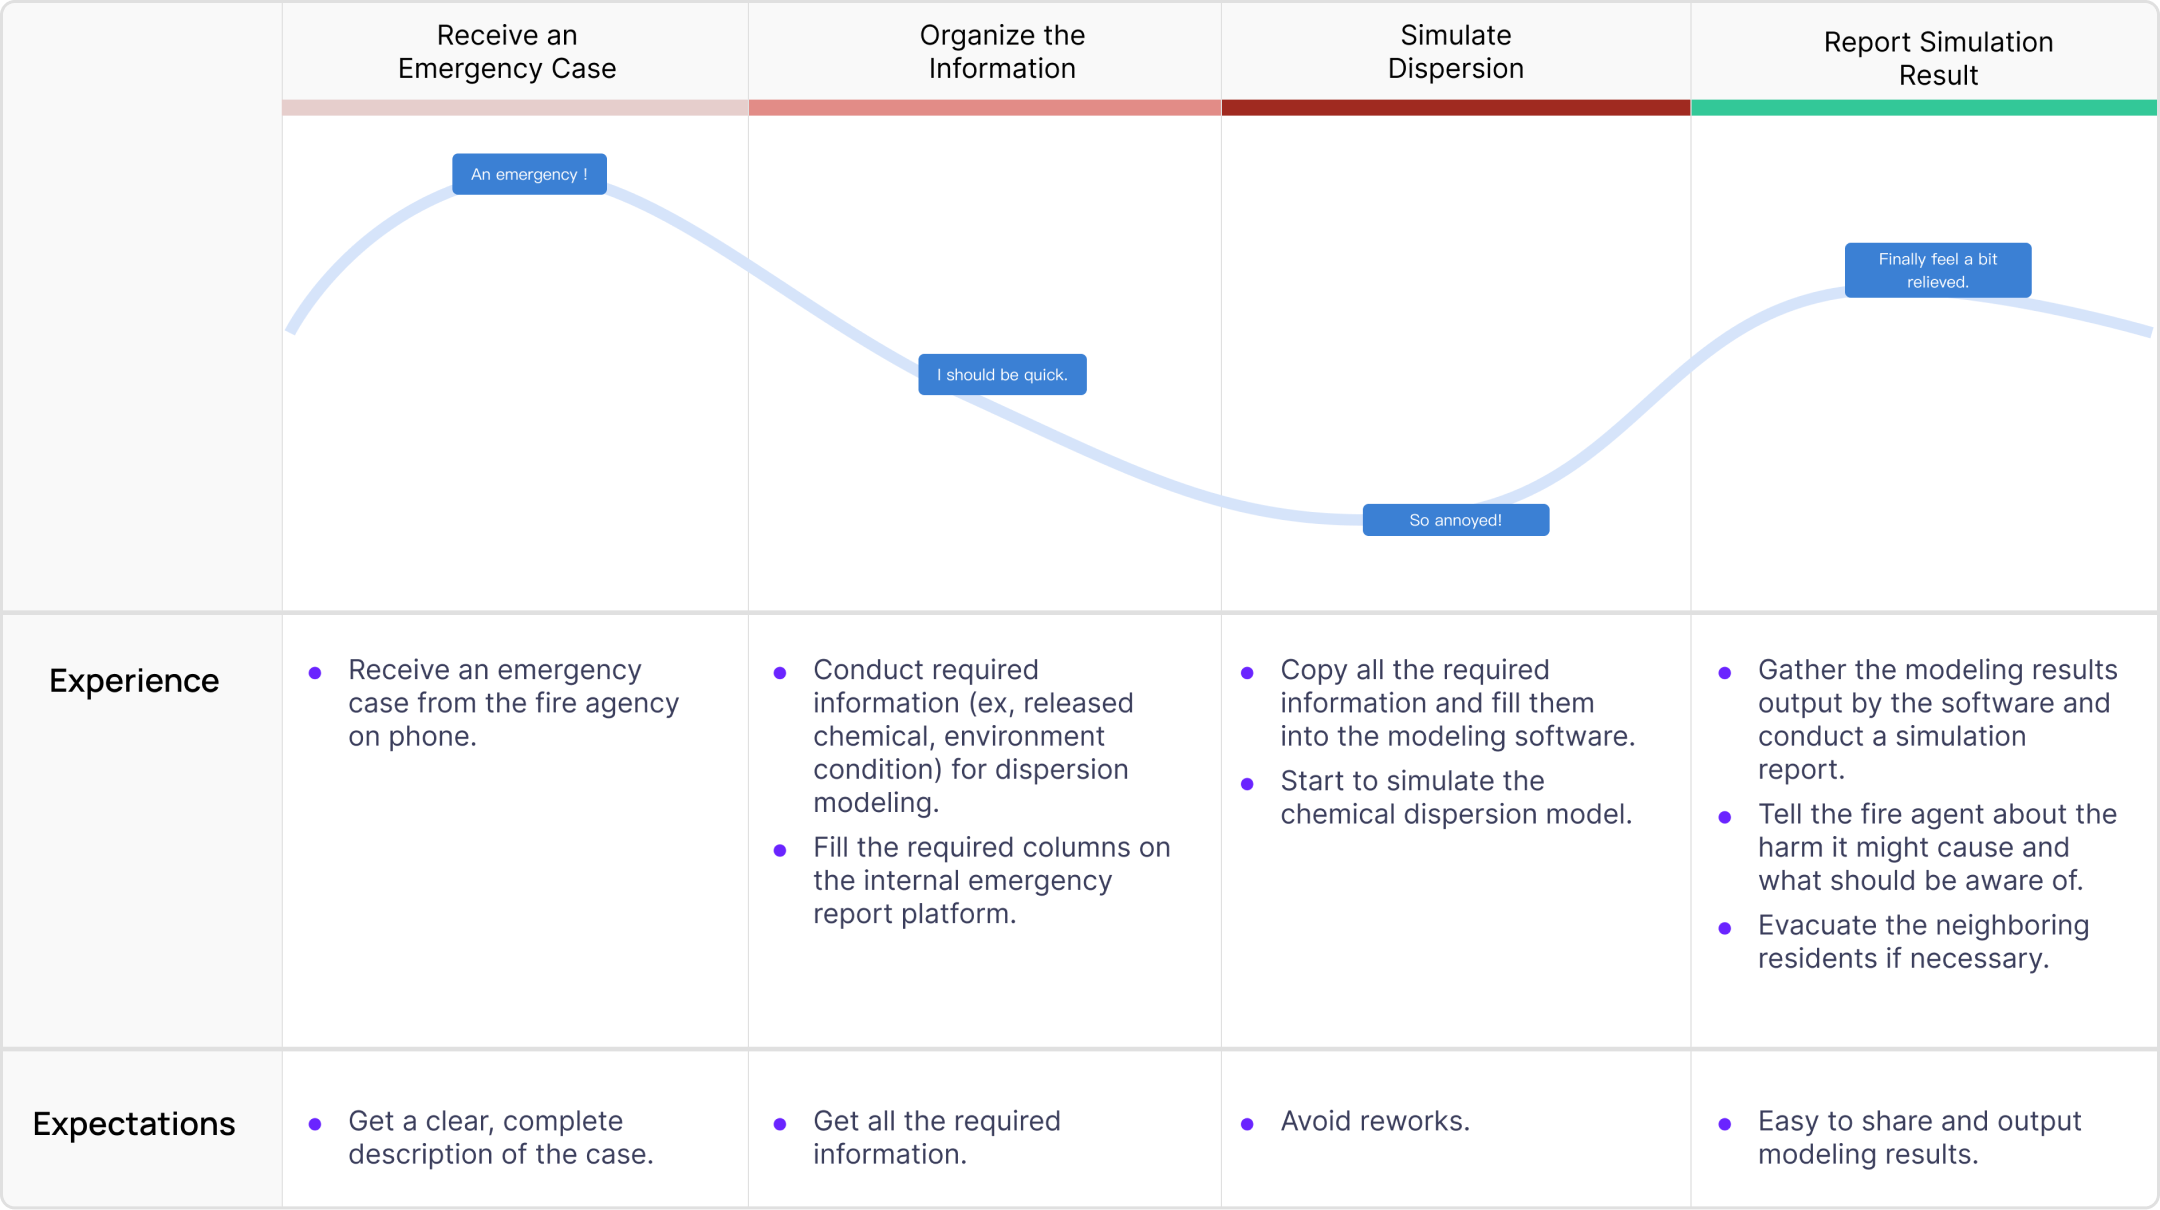 Receive an
Emergency Case
Organize the
Information
Simulate
Dispersion
Report Simulation
Result
An emergency !
I should be quick.
So annoyed!
Finally feel a bit
relieved.
Experience
Receive an emergency
case from the fire agency
on phone.
Conduct required
information (ex, released
chemical, environment
condition) for dispersion
modeling.
Fill the required columns on
the internal emergency
report platform.
Copy all the required
information and fill them
into the modeling software.
Start to simulate the
chemical dispersion model.
Gather the modeling results
output by the software and
conduct a simulation
report.
Tell the fire agent about the
harm it might cause and
what should be aware of.
Evacuate the neighboring
residents if necessary.
Expectations
Get a clear, complete
description of the case.
Get all the required
information.
Avoid reworks.
Easy to share and output
modeling results.